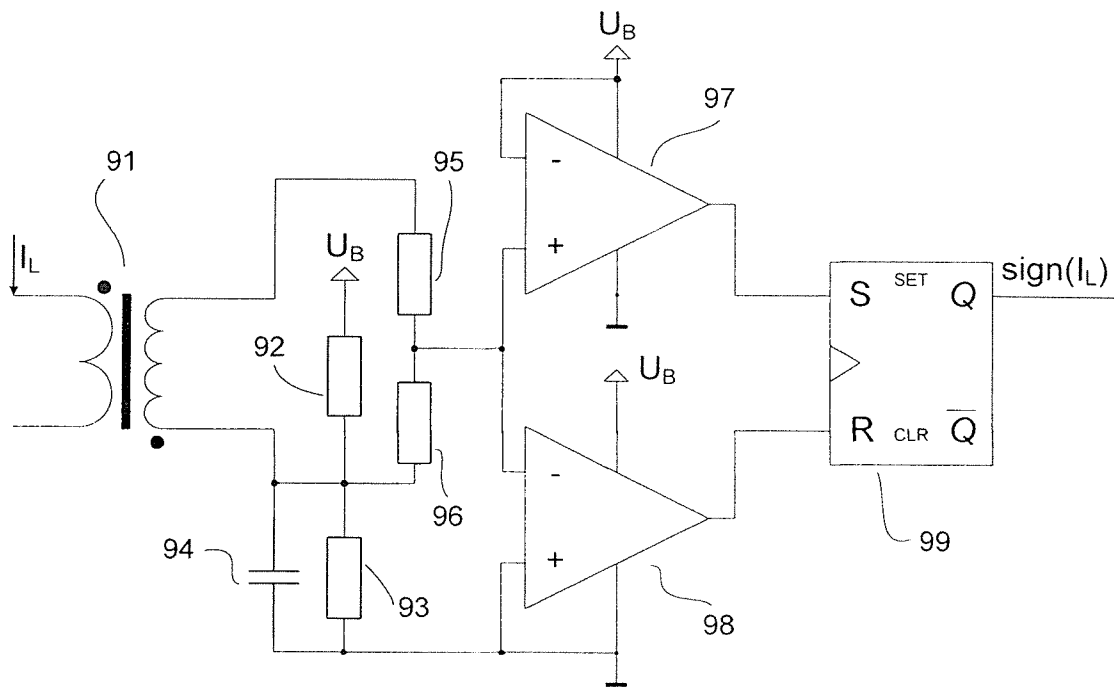 U_B
97
91
95
I_L
U_B
-
+
92
S SET Q
sign(I_L)
U_B
R CLR Q̅
-
+
96
94
93
98
99